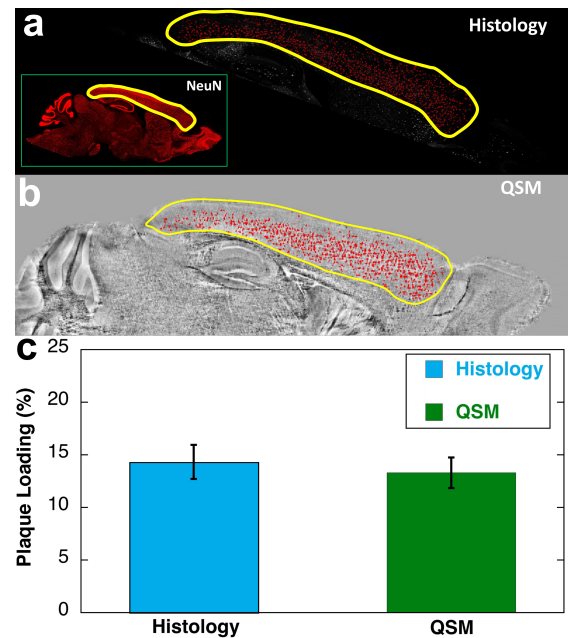 a
Histology
NeuN
b
QSM
c
25
20
15
10
5
0
Plaque Loading (%)
Histology
QSM
Histology
QSM